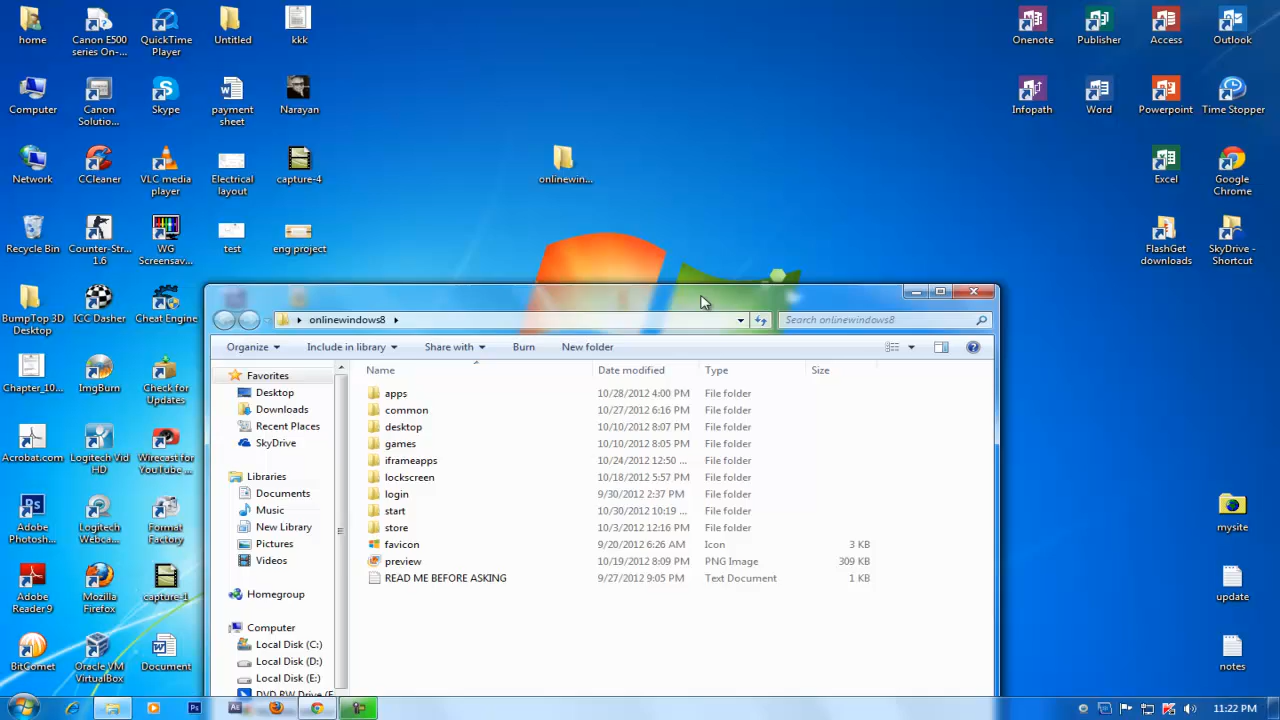 home
Canon E500 series On-...
QuickTime Player
Untitled
kkk
Onenote
Publisher
Access
Outlook
Computer
Canon Solutio...
Skype
payment sheet
Narayan
Infopath
Word
Powerpoint
Time Stopper
Network
CCleaner
VLC media player
Electrical layout
capture-4
onlinewin...
Excel
Google Chrome
Recycle Bin
Counter-Str... 1.6
WG Screensav...
test
eng project
FlashGet downloads
SkyDrive - Shortcut
BumpTop 3D Desktop
ICC Dasher
Cheat Engine
onlinewindows8
Search onlinewindows8
Organize
Include in library
Share with
Burn
New folder
Chapter_10...
ImgBurn
Check for Updates
Acrobat.com
Logitech Vid HD
Wirecast for YouTube ...
Adobe Photosh...
Logitech Webca...
Format Factory
Adobe Reader 9
Mozilla Firefox
capture-1
BitComet
Oracle VM VirtualBox
Document
Favorites
Desktop
Downloads
Recent Places
SkyDrive
Libraries
Documents
Music
New Library
Pictures
Videos
Homegroup
Computer
Local Disk (C:)
Local Disk (D:)
Local Disk (E:)
DVD RW Drive (F
Name Date modified Type Size
apps 10/28/2012 4:00 PM File folder
common 10/27/2012 6:16 PM File folder
desktop 10/10/2012 8:07 PM File folder
games 10/10/2012 8:05 PM File folder
iframeapps 10/24/2012 12:50 ... File folder
lockscreen 10/18/2012 5:57 PM File folder
login 9/30/2012 2:37 PM File folder
start 10/30/2012 10:19 ... File folder
store 10/3/2012 12:16 PM File folder
favicon 9/20/2012 6:26 AM Icon 3 KB
preview 10/19/2012 8:09 PM PNG Image 309 KB
READ ME BEFORE ASKING 9/27/2012 9:05 PM Text Document 1 KB
mysite
update
notes
Ps
Ae
11:22 PM